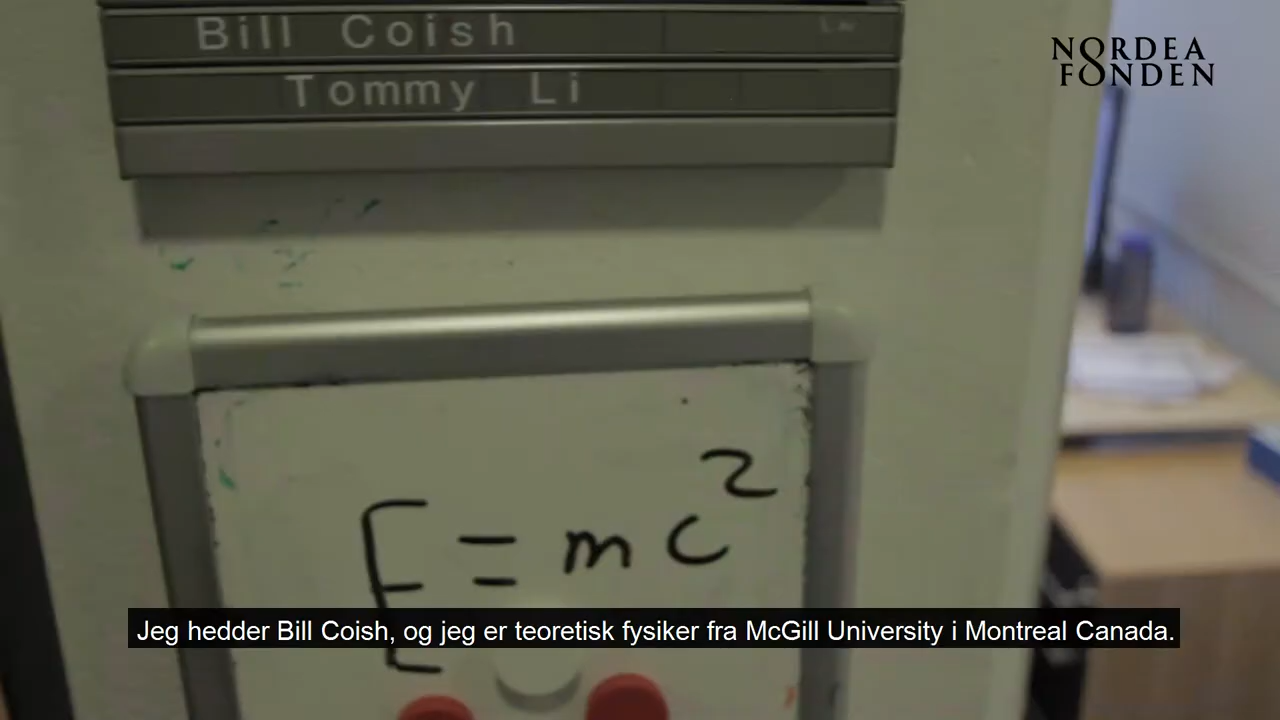 Bill Coish
Tommy Li
NORDEA
FONDEN
E = mc²
Jeg hedder Bill Coish, og jeg er teoretisk fysiker fra McGill University i Montreal Canada.